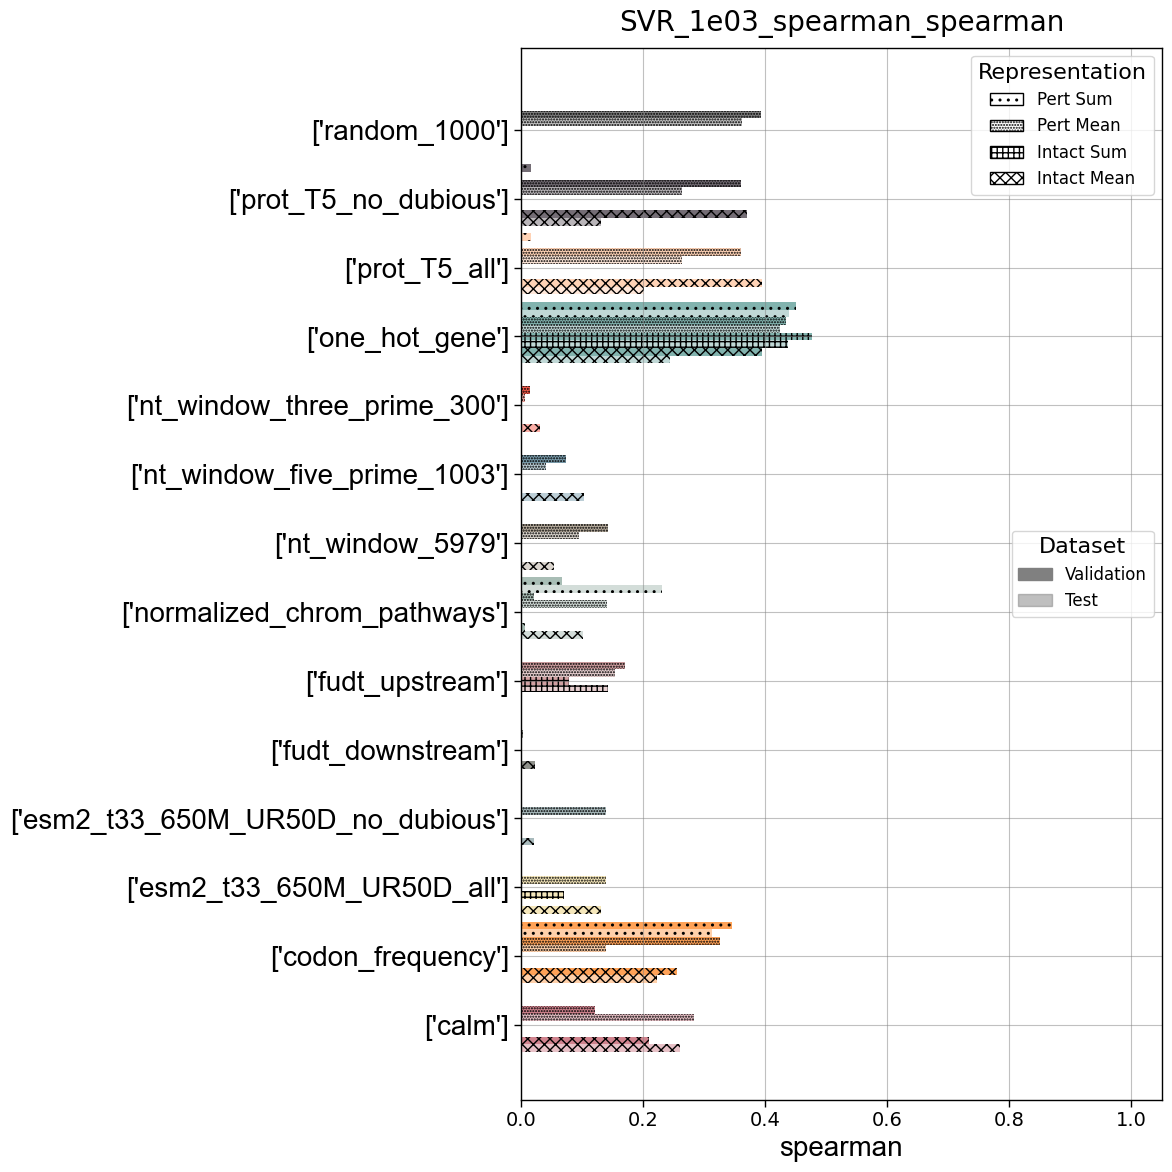 SVR_1e03_spearman_spearman
Representation
Pert Sum
Pert Mean
Intact Sum
Intact Mean
['random_1000']
['prot_T5_no_dubious']
['prot_T5_all']
['one_hot_gene']
['nt_window_three_prime_300']
['nt_window_five_prime_1003']
['nt_window_5979']
Dataset
Validation
Test
['normalized_chrom_pathways']
['fudt_upstream']
['fudt_downstream']
['esm2_t33_650M_UR50D_no_dubious']
['esm2_t33_650M_UR50D_all']
['codon_frequency']
['calm']
0.0 0.2 0.4 0.6 0.8 1.0
spearman